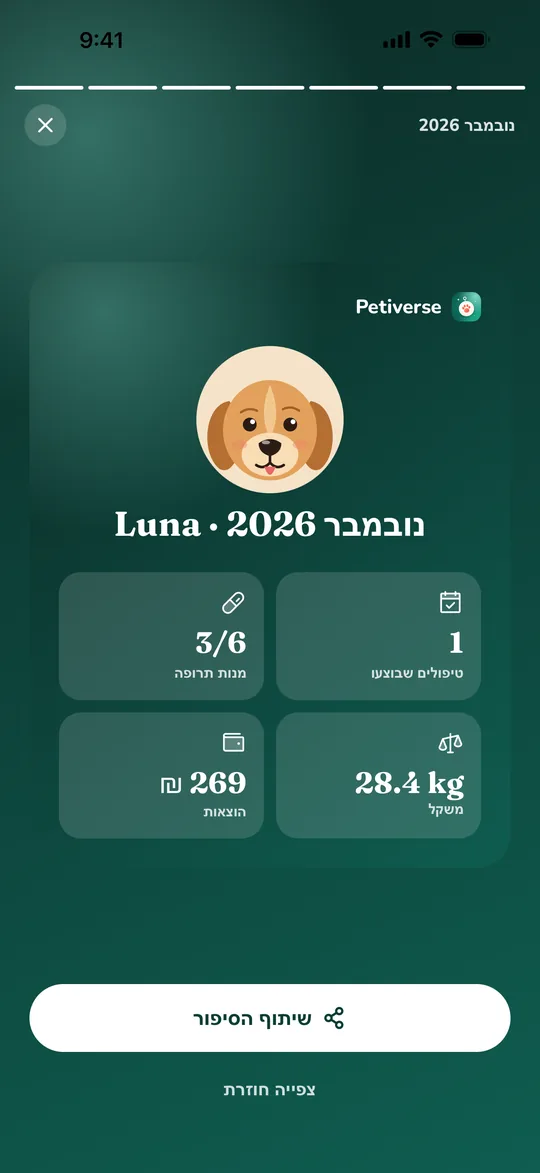 9:41
נובמבר 2026
Petiverse
Luna • נובמבר 2026
1
טיפולים שבוצעו
3/6
מנות תרופה
28.4 kg
משקל
269 ₪
הוצאות
שיתוף הסיפור
צפייה חוזרת